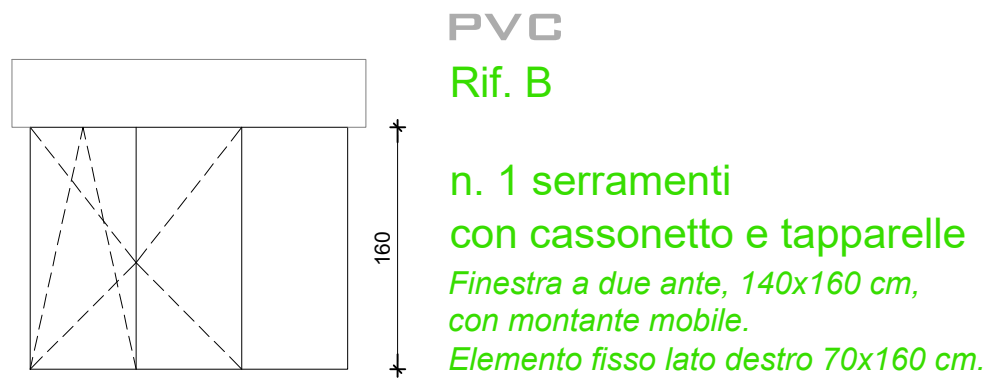 PVC
Rif. B
n. 1 serramenti
con cassonetto e tapparelle
Finestra a due ante, 140x160 cm,
con montante mobile.
Elemento fisso lato destro 70x160 cm.
160